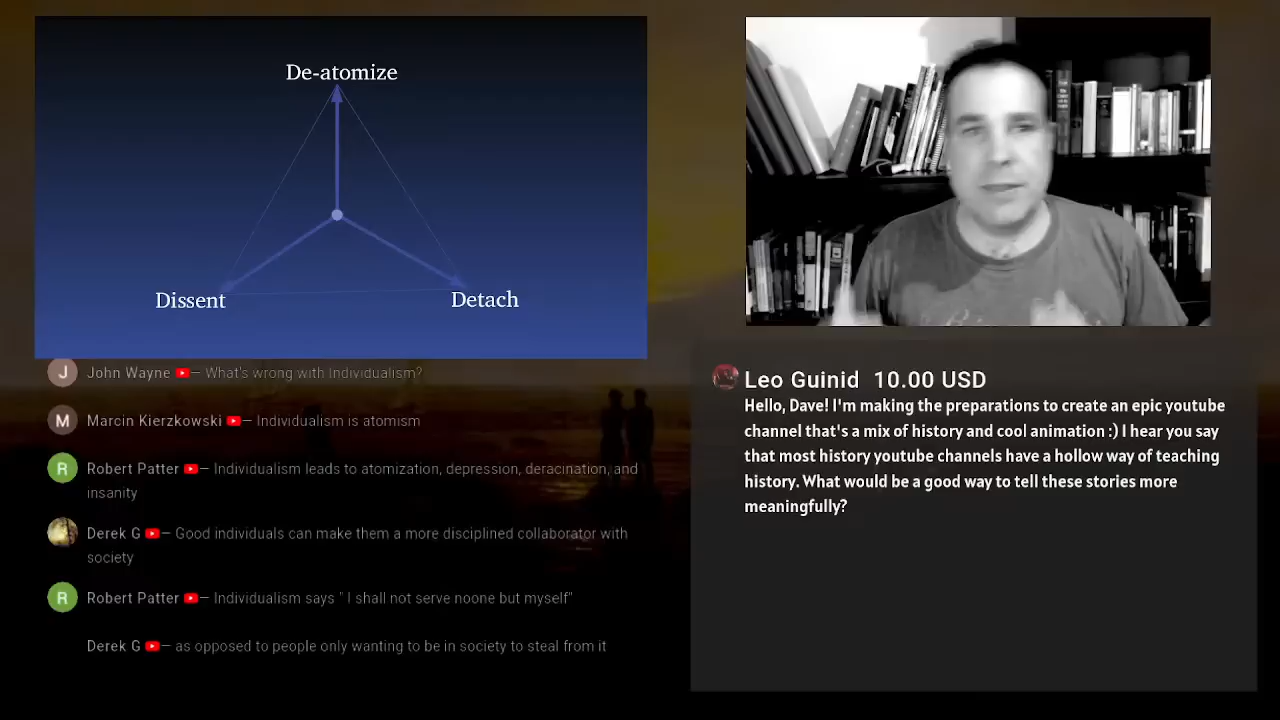 De-atomize
Dissent
Detach
John Wayne — What's wrong with Individualism?
Marcin Kierzkowski — Individualism is atomism
Robert Patter — Individualism leads to atomization, depression, deracination, and
insanity
Derek G — Good individuals can make them a more disciplined collaborator with
society
Robert Patter — Individualism says " I shall not serve noone but myself"
Derek G — as opposed to people only wanting to be in society to steal from it
Leo Guinid 10.00 USD
Hello, Dave! I'm making the preparations to create an epic youtube
channel that's a mix of history and cool animation :) I hear you say
that most history youtube channels have a hollow way of teaching
history. What would be a good way to tell these stories more
meaningfully?
J
M
R
R